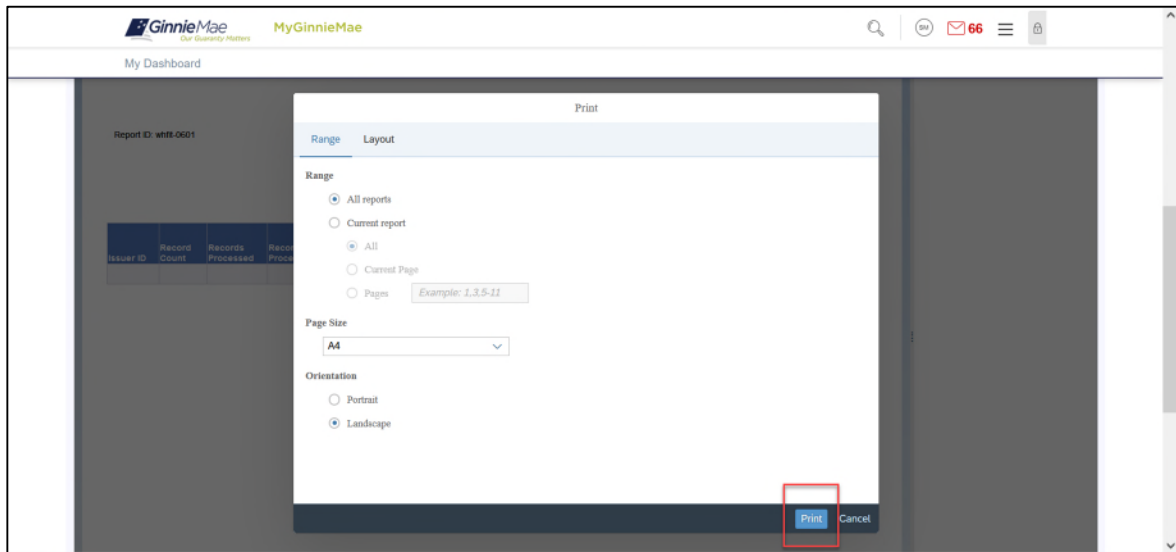 GinnieMae
Our Guaranty Matters
MyGinnieMae
SM
66
My Dashboard
Print
Report ID: whflt-0601
Range Layout
Range
All reports
Current report
Issuer ID
Record Count
Records Processed
All
Current Page
Pages Example: 1,3,5-11
Page Size
A4
Orientation
Portrait
Landscape
Print Cancel